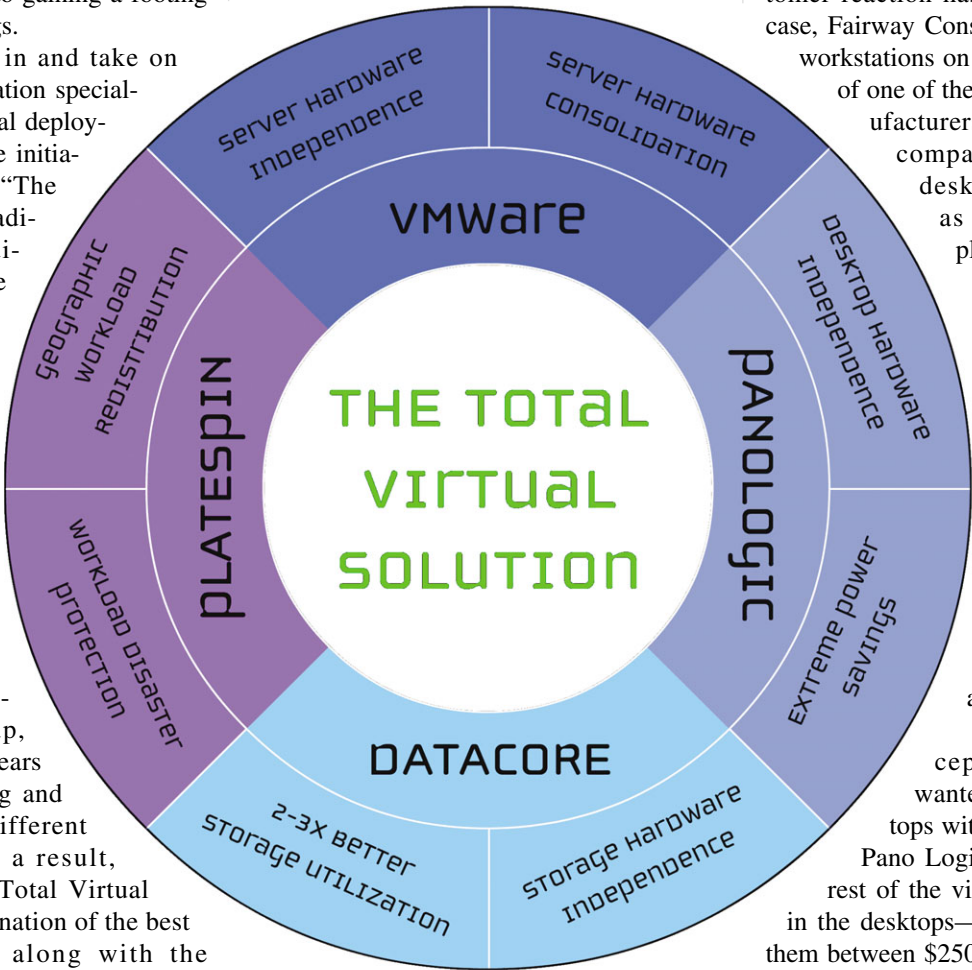 gaining a footing
gs.
in and take on
ation special-
al deploy-
e initia-
“The
adi-
i-
e
SERVER HARDWARE
INDEPENDENCE
SERVER HARDWARE
CONSOLIDATION
VMWARE
GEOGRAPHIC
WORKLOAD
REDISTRIBUTION
DESKTOP HARDWARE
INDEPENDENCE
PLATESPIN
THE TOTAL
VIRTUAL
SOLUTION
PANOLOGIC
WORKLOAD DISASTER
PROTECTION
EXTREME POWER
SAVINGS
DATACORE
2-3X BETTER
STORAGE UTILIZATION
STORAGE HARDWARE
INDEPENDENCE
tomer reaction
case, Fairway Cons
workstations on
of one of the
ufacturer
compa
desk
as
pl
-
p,
ears
g and
ifferent
a result,
Total Virtual
nation of the best
along with the
a
cep
wante
tops wit
Pano Logi
rest of the vi
in the desktops—
them between $250